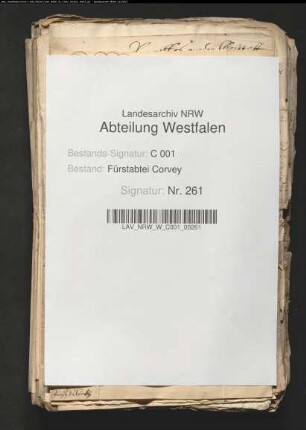 Landesarchiv NRW
Abteilung Westfalen
Bestands-Signatur: C 001
Bestand: Fürstabtei Corvey
Signatur: Nr. 261
LAV_NRW_W_C001_00261